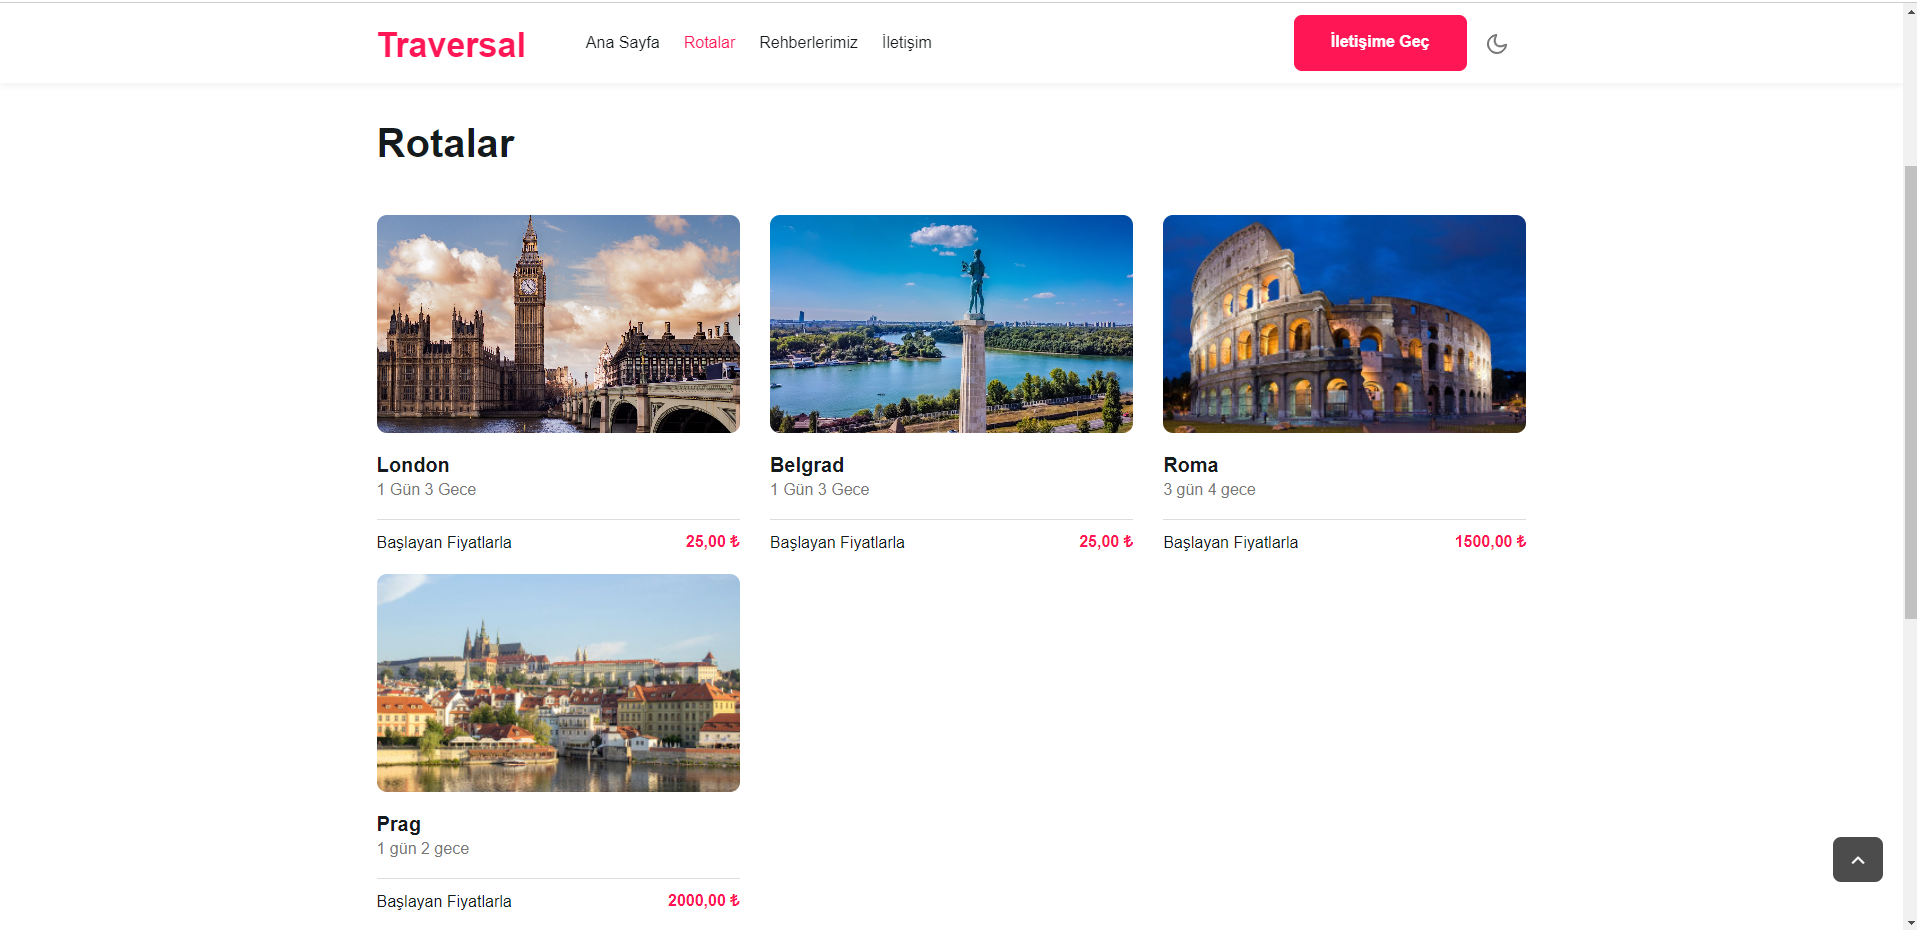 Traversal
Ana Sayfa
Rotalar
Rehberlerimiz
İletişim
İletişime Geç
Rotalar
London
1 Gün 3 Gece
Başlayan Fiyatlarla
25,00 ₺
Belgrad
1 Gün 3 Gece
Başlayan Fiyatlarla
25,00 ₺
Roma
3 gün 4 gece
Başlayan Fiyatlarla
1500,00 ₺
Prag
1 gün 2 gece
Başlayan Fiyatlarla
2000,00 ₺